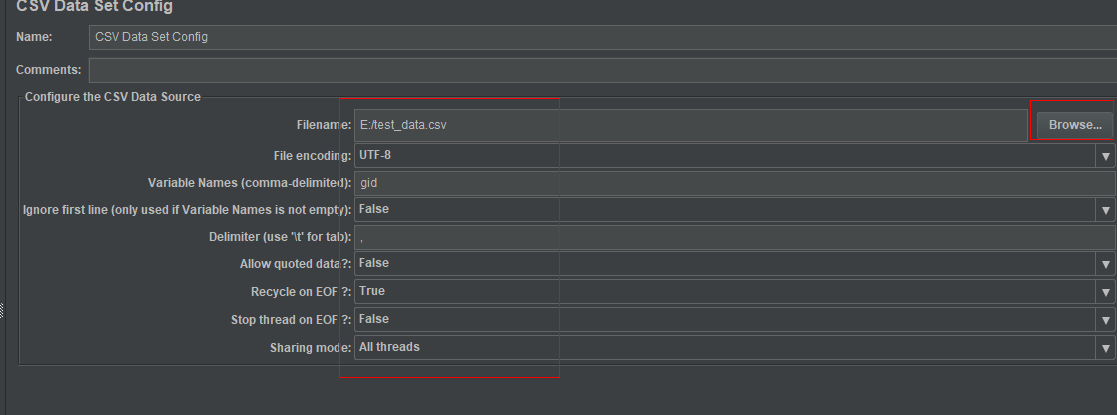 CSV Data Set Config
Name: CSV Data Set Config
Comments:
Configure the CSV Data Source
Filename: E:/test_data.csv Browse...
File encoding: UTF-8
Variable Names (comma-delimited): gid
Ignore first line (only used if Variable Names is not empty): False
Delimiter (use '\t' for tab): ,
Allow quoted data?: False
Recycle on EOF ?: True
Stop thread on EOF ?: False
Sharing mode: All threads